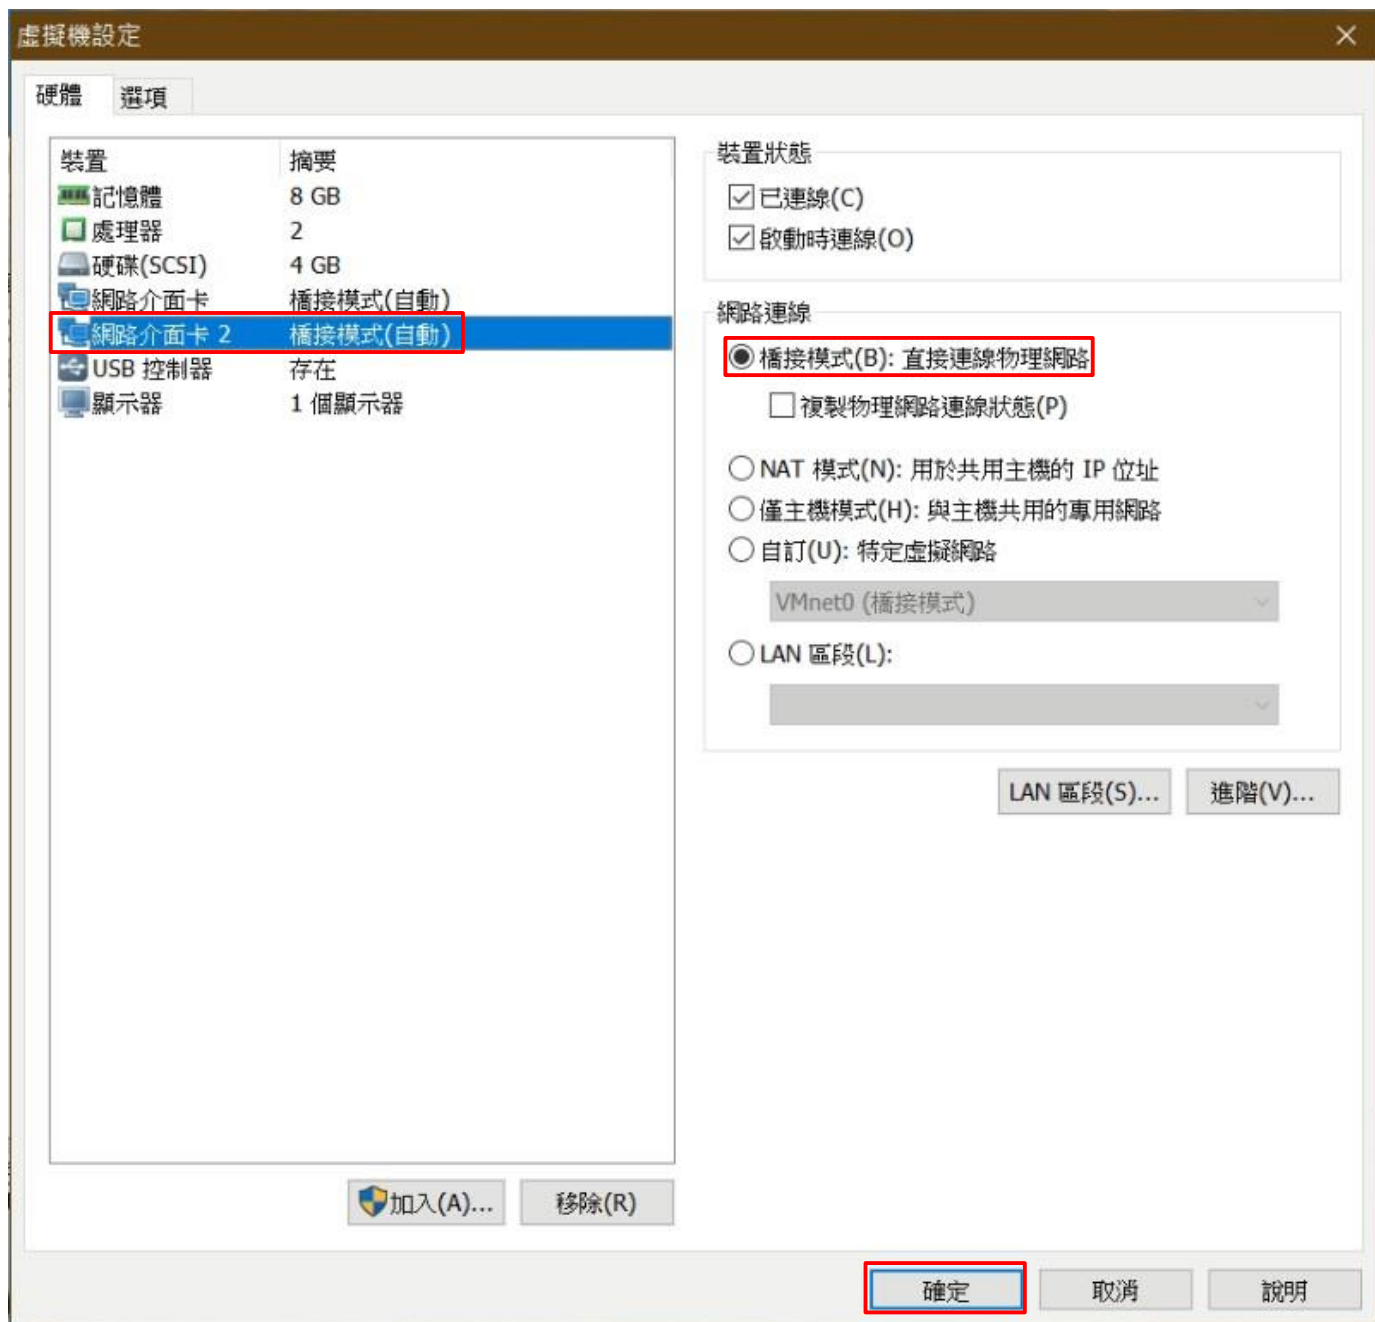 虛擬機設定
硬體 選項
裝置 摘要
記憶體 8 GB
處理器 2
硬碟(SCSI) 4 GB
網路介面卡 橋接模式(自動)
網路介面卡 2 橋接模式(自動)
USB 控制器 存在
顯示器 1 個顯示器
加入(A)... 移除(R)
裝置狀態
已連線(C)
啟動時連線(O)
網路連線
橋接模式(B): 直接連線物理網路
複製物理網路連線狀態(P)
NAT 模式(N): 用於共用主機的 IP 位址
僅主機模式(H): 與主機共用的專用網路
自訂(U): 特定虛擬網路
VMnet0 (橋接模式)
LAN 區段(L):
LAN 區段(S)... 進階(V)...
確定 取消 說明